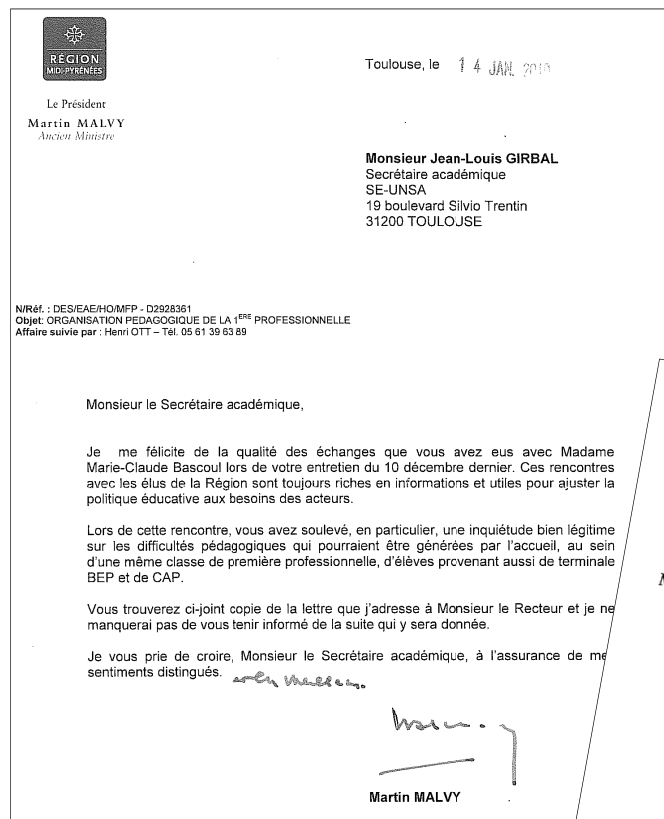 RÉGION
MIDI-PYRÉNÉES
Toulouse, le 14 JAN. 2010
Le Président
Martin MALVY
Ancien Ministre
Monsieur Jean-Louis GIRBAL
Secrétaire académique
SE-UNSA
19 boulevard Silvio Trentin
31200 TOULOUSE
N/Réf. : DES/EAE/HO/MFP - D2928361
Objet: ORGANISATION PEDAGOGIQUE DE LA 1ERE PROFESSIONNELLE
Affaire suivie par : Henri OTT – Tél. 05 61 39 63 89
Monsieur le Secrétaire académique,
Je me félicite de la qualité des échanges que vous avez eus avec Madame
Marie-Claude Bascoul lors de votre entretien du 10 décembre dernier. Ces rencontres
avec les élus de la Région sont toujours riches en informations et utiles pour ajuster la
politique éducative aux besoins des acteurs.
Lors de cette rencontre, vous avez soulevé, en particulier, une inquiétude bien légitime
sur les difficultés pédagogiques qui pourraient être générées par l'accueil, au sein
d'une même classe de première professionnelle, d'élèves provenant aussi de terminale
BEP et de CAP.
Vous trouverez ci-joint copie de la lettre que j'adresse à Monsieur le Recteur et je ne
manquerai pas de vous tenir informé de la suite qui y sera donnée.
Je vous prie de croire, Monsieur le Secrétaire académique, à l'assurance de me
sentiments distingués.
Martin MALVY